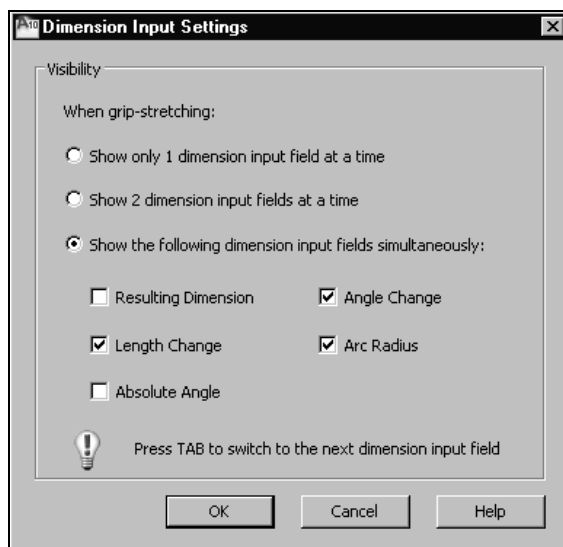 A10 Dimension Input Settings
Visibility
When grip-stretching:
Show only 1 dimension input field at a time
Show 2 dimension input fields at a time
Show the following dimension input fields simultaneously:
Resulting Dimension Angle Change
Length Change Arc Radius
Absolute Angle
Press TAB to switch to the next dimension input field
OK Cancel Help